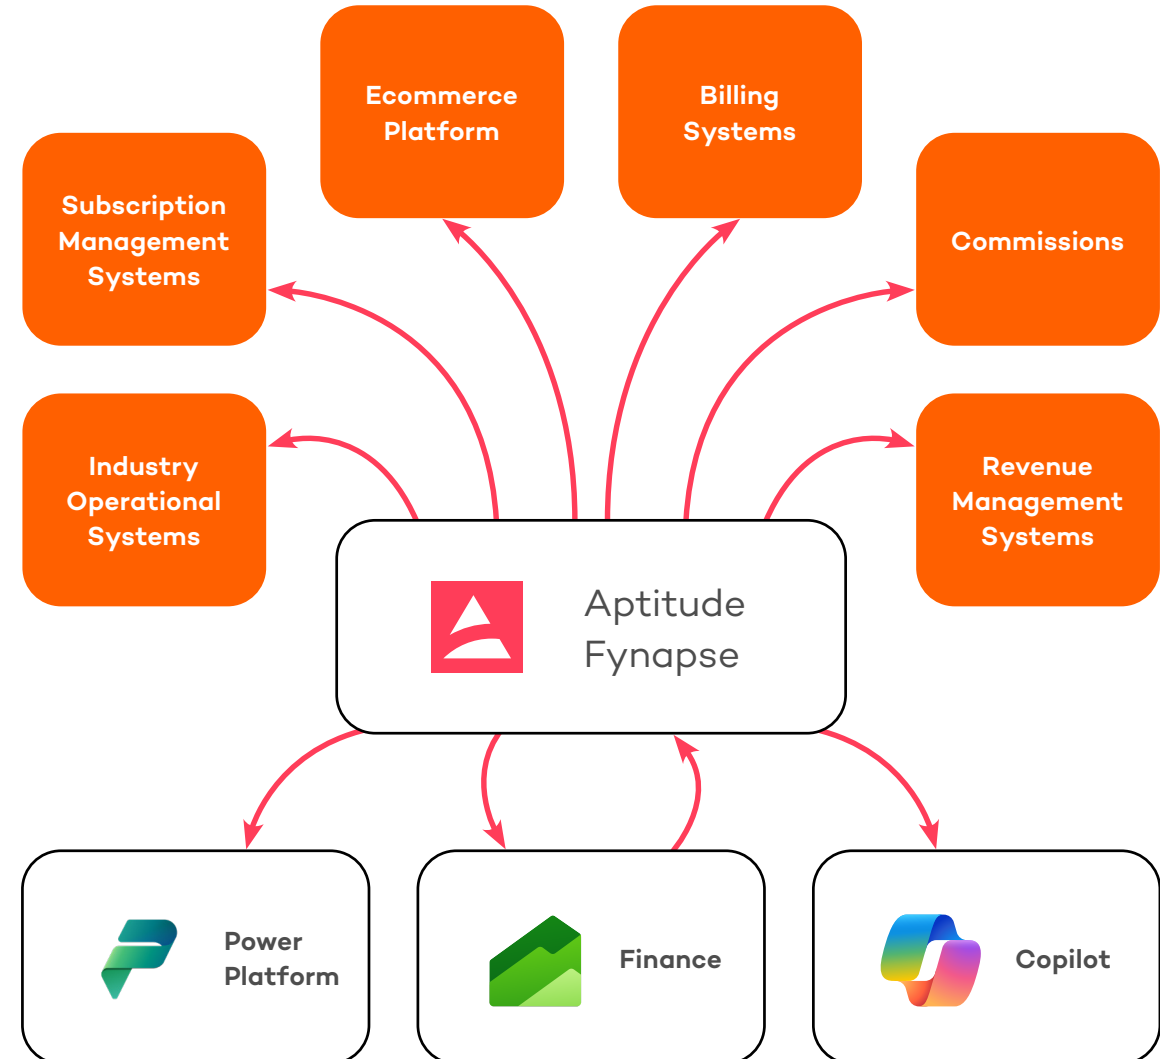 Ecommerce
Platform
Billing
Systems
Subscription
Management
Systems
Commissions
Industry
Operational
Systems
Revenue
Management
Systems
Aptitude
Fynapse
Power
Platform
Finance
Copilot